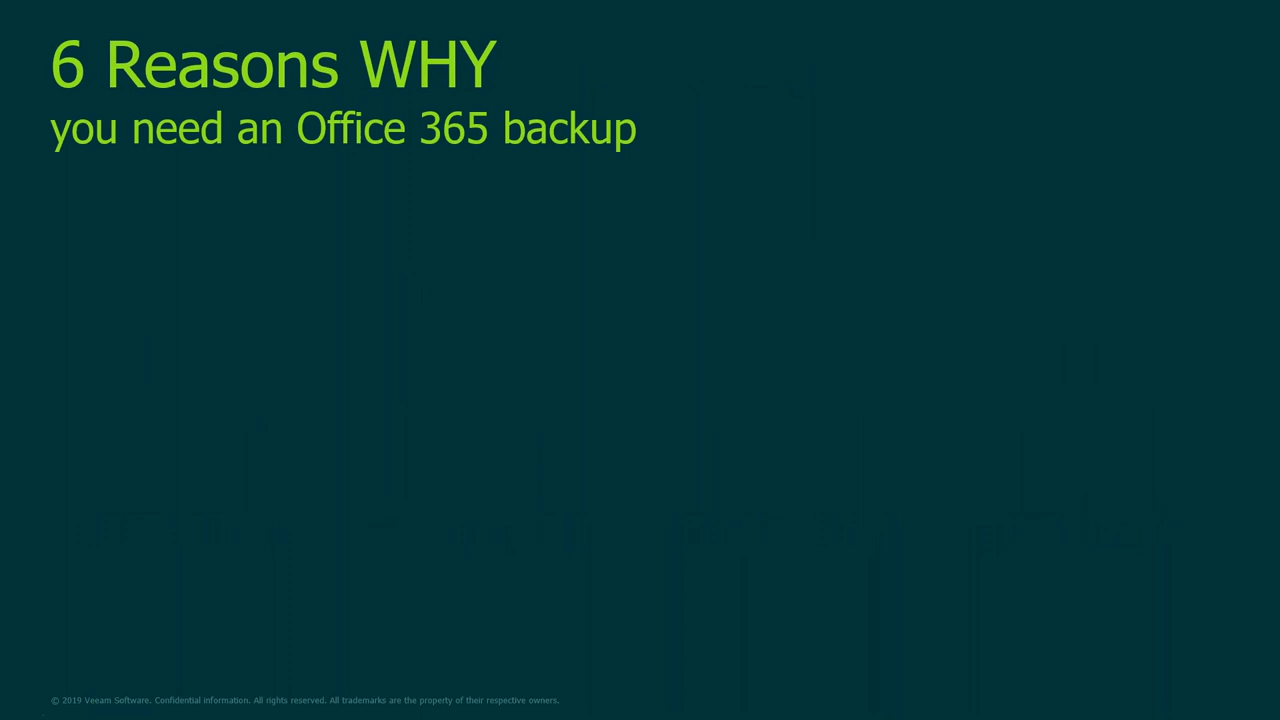 6 Reasons WHY
you need an Office 365 backup
© 2019 Veeam Software. Confidential information. All rights reserved. All trademarks are the property of their respective owners.